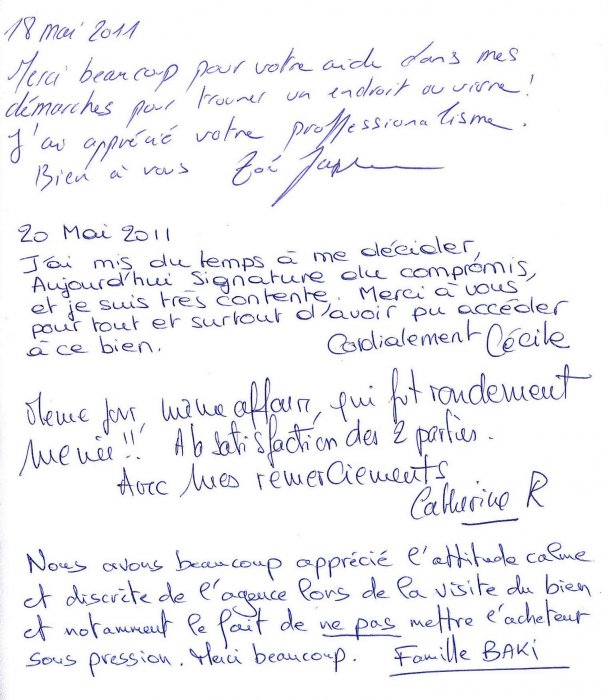 18 mai 2011
Merci beaucoup pour votre aide dans mes
démarches pour trouver un endroit ou vivre!
J'ai apprécié votre proffessionalisme.
Bien à vous Zoé
20 Mai 2011
J'ai mis du temps à me décider,
Aujourd'hui Signature du compromis,
et je suis très contente. Merci à vous
pour tout et surtout d'avoir pu accéder
à ce bien. Cordialement Cécile
Meme jour, même affaire, qui fut rondement
menée!! A la satisfaction des 2 parties.
Avec mes remerciements
Catherine R
Nous avons beaucoup apprécié l'attitude calme
et discrète de l'agence lors de la visite du bien
et notamment le fait de ne pas mettre l'acheteur
sous pression. Merci beaucoup. Famille BAKI